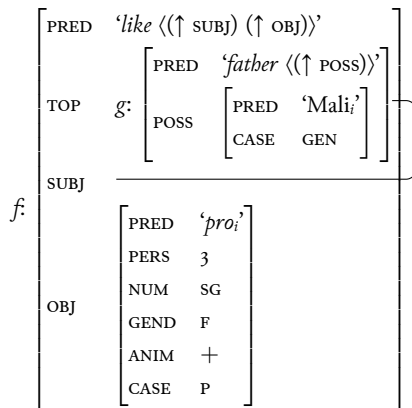 PRED ‘like ⟨(↑ SUBJ) (↑ OBJ)⟩’
PRED ‘father ⟨(↑ POSS)⟩’
TOP g:
PRED ‘Maliᵢ’
POSS
CASE GEN
SUBJ
f:
PRED ‘proᵢ’
PERS 3
NUM SG
OBJ
GEND F
ANIM +
CASE P